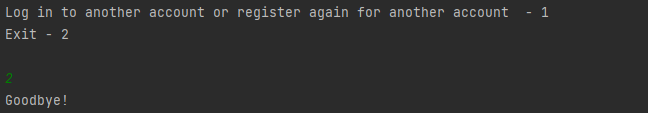 Log in to another account or register again for another account  - 1
Exit - 2
2
Goodbye!